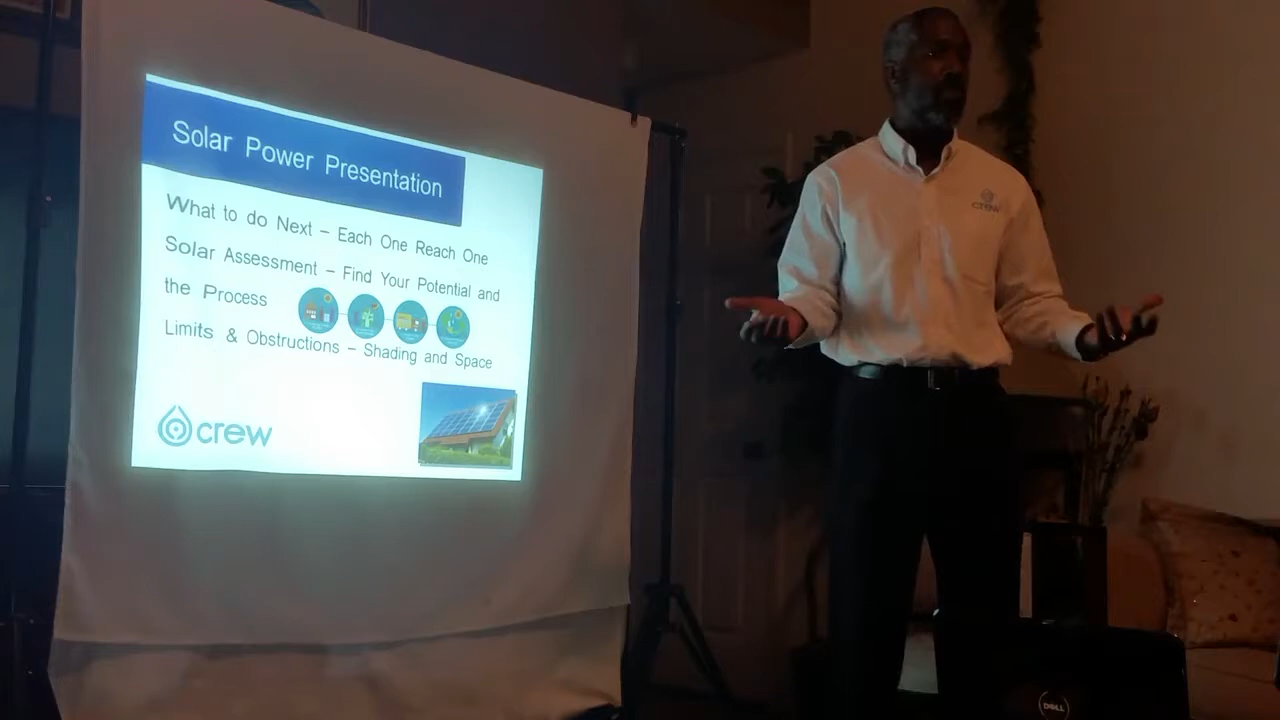 Solar Power Presentation
What to do Next – Each One Reach One
Solar Assessment – Find Your Potential and
the Process
Limits & Obstructions – Shading and Space
crew
crew
DELL